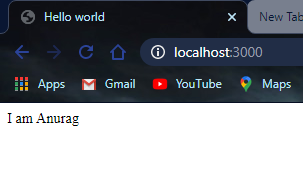 Hello world
New Tab
localhost:3000
Apps Gmail YouTube Maps
I am Anurag